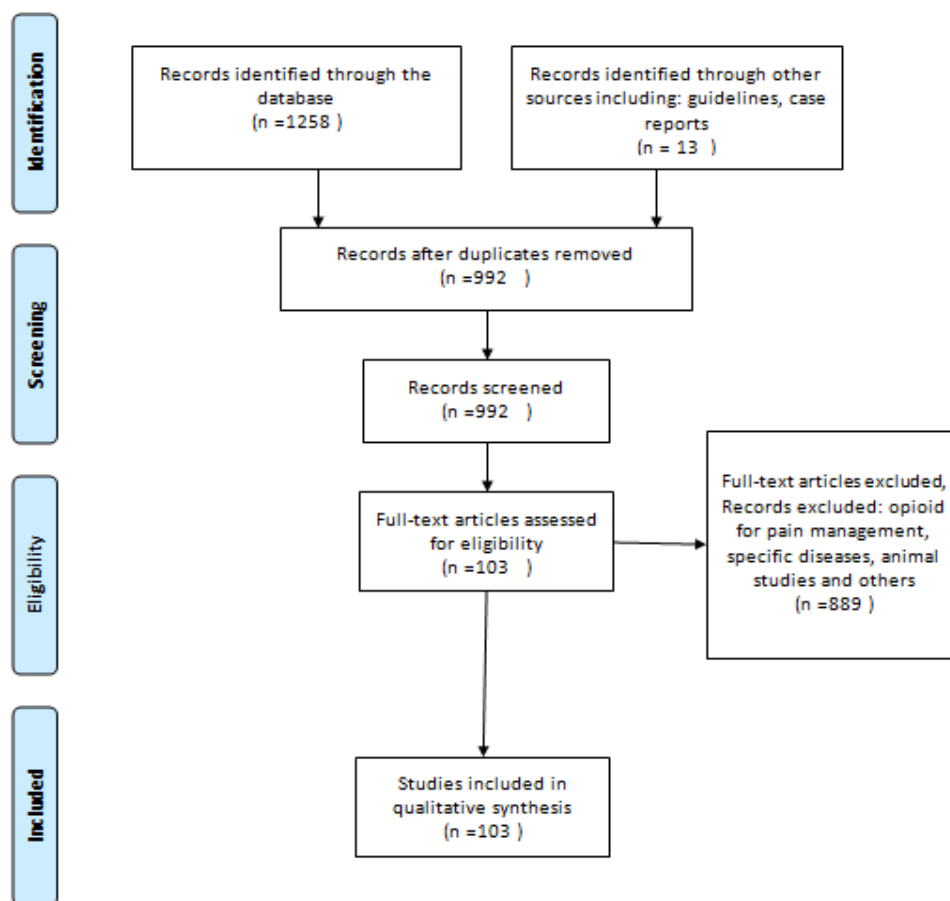 Identification
Records identified through the
database
(n =1258 )
Records identified through other
sources including: guidelines, case
reports
(n = 13 )
Screening
Records after duplicates removed
(n =992 )
Records screened
(n =992 )
Eligibility
Full-text articles assessed
for eligibility
(n =103 )
Full-text articles excluded,
Records excluded: opioid
for pain management,
specific diseases, animal
studies and others
(n =889 )
Included
Studies included in
qualitative synthesis
(n =103 )